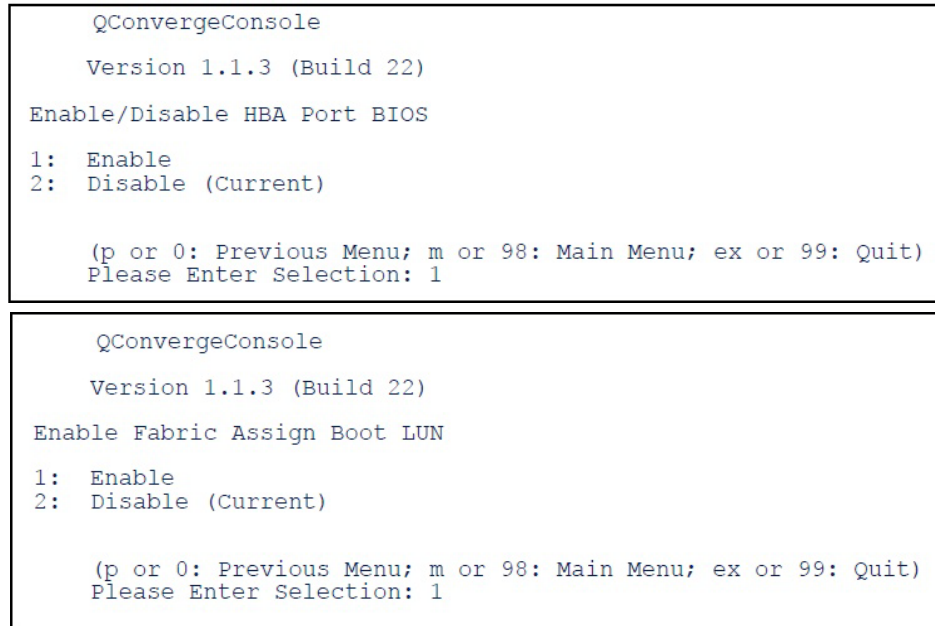 QConvergeConsole
Version 1.1.3 (Build 22)
Enable/Disable HBA Port BIOS
1: Enable
2: Disable (Current)
(p or 0: Previous Menu; m or 98: Main Menu; ex or 99: Quit)
Please Enter Selection: 1
QConvergeConsole
Version 1.1.3 (Build 22)
Enable Fabric Assign Boot LUN
1: Enable
2: Disable (Current)
(p or 0: Previous Menu; m or 98: Main Menu; ex or 99: Quit)
Please Enter Selection: 1